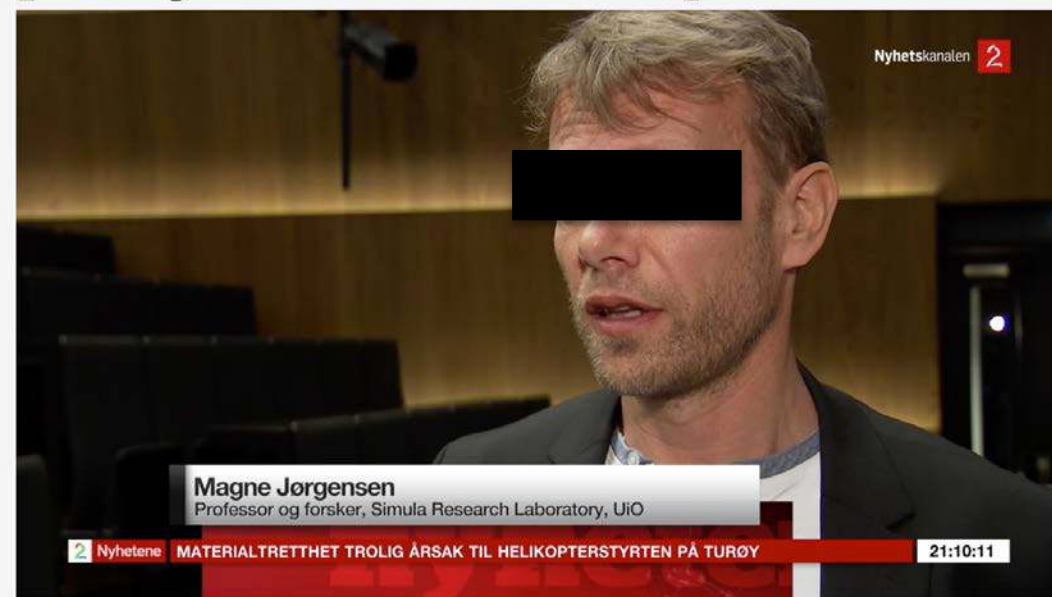 Nyhetskanalen 2
Magne Jørgensen
Professor og forsker, Simula Research Laboratory, UiO
2 Nyhetene MATERIALTRETTHET TROLIG ÅRSAK TIL HELIKOPTERSTYRTEN PÅ TURØY 21:10:11
nyheter